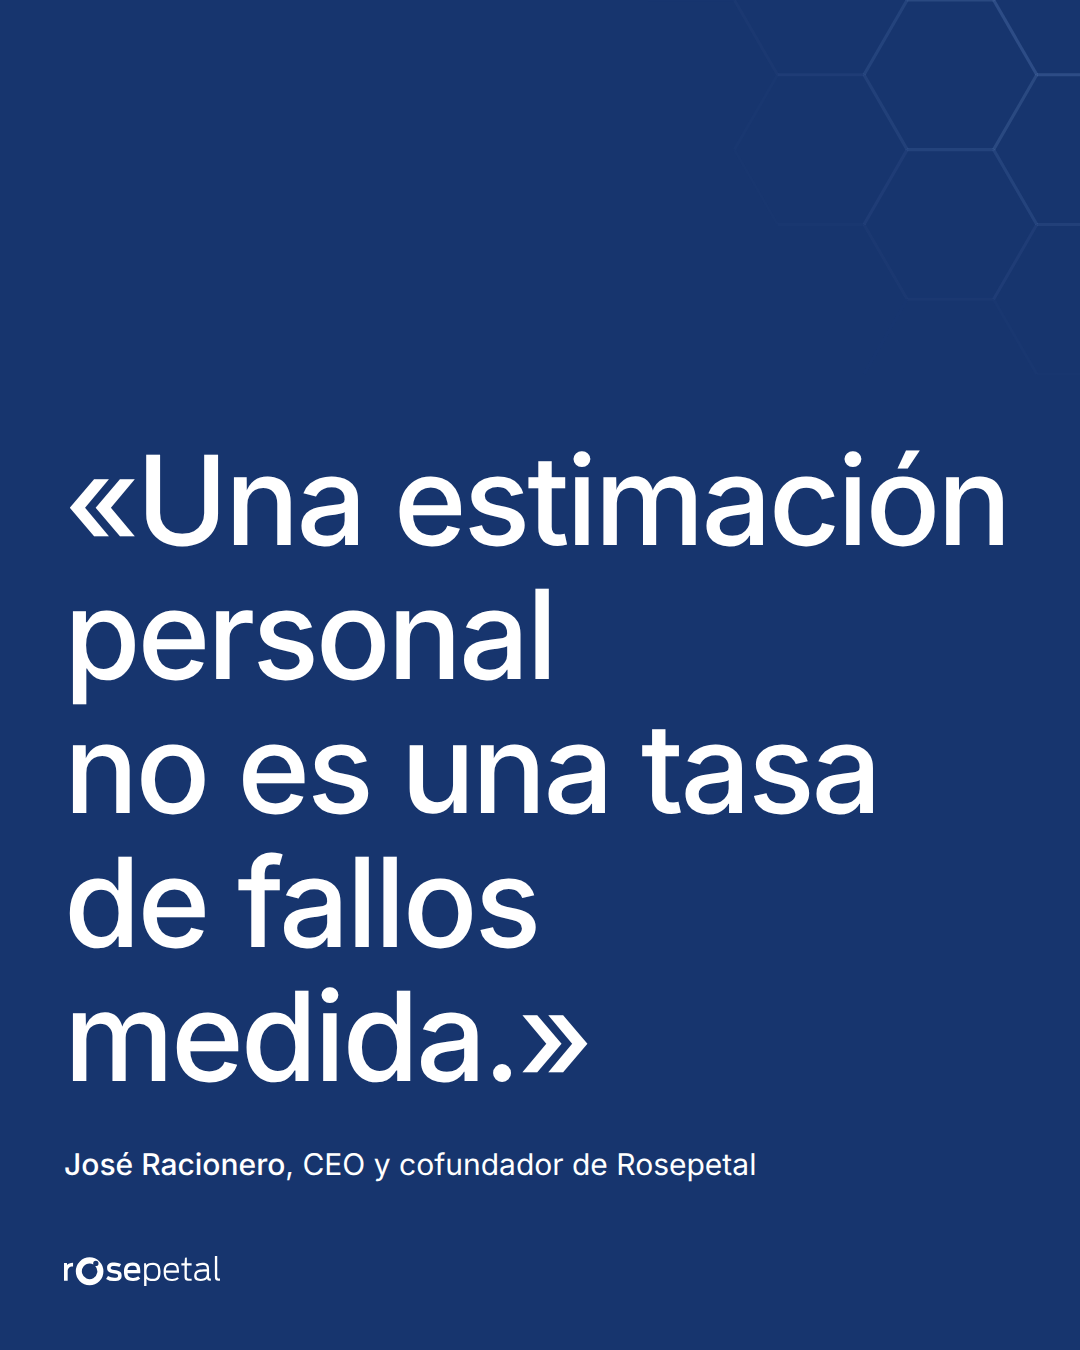 «Una estimación
personal
no es una tasa
de fallos
medida.»
José Racionero, CEO y cofundador de Rosepetal
rosepetal